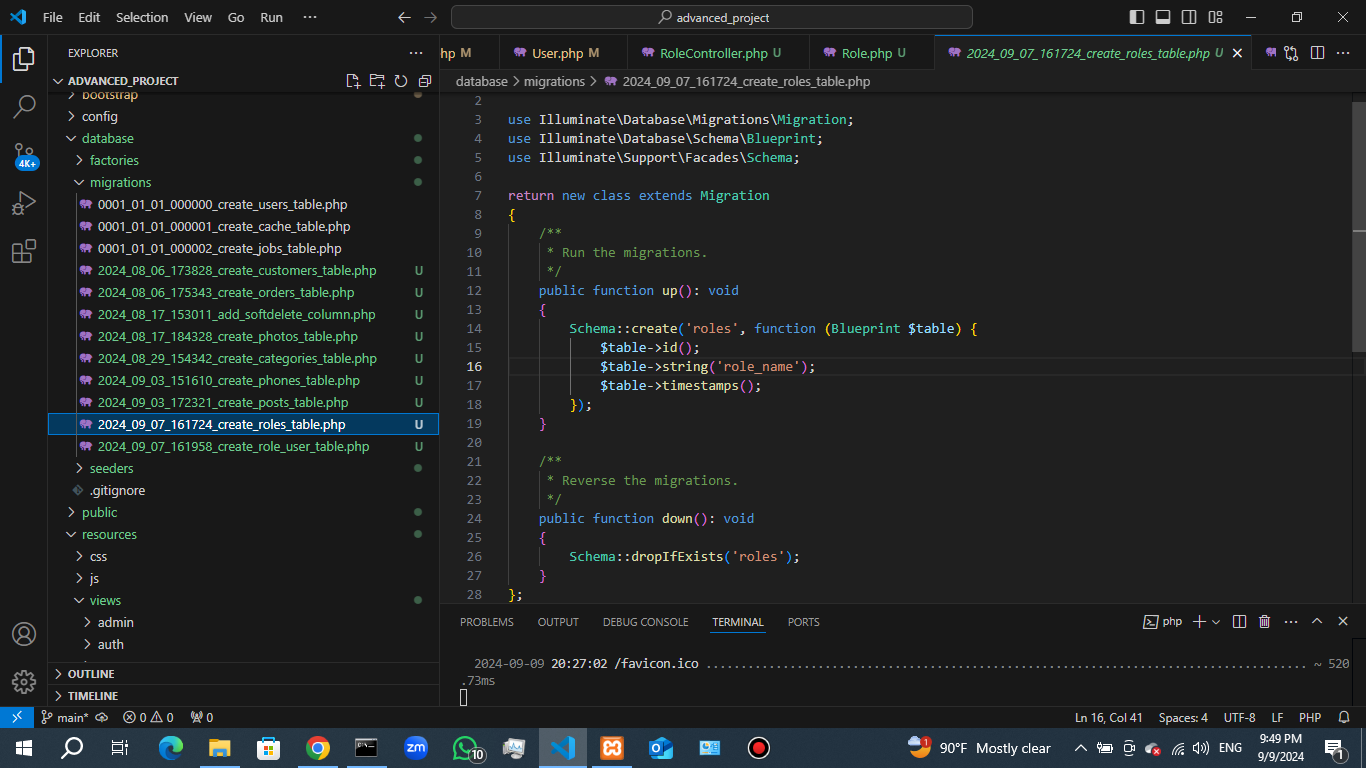 File Edit Selection View Go Run ··· advanced_project
EXPLORER
ADVANCED_PROJECT
bootstrap
config
database
factories
migrations
0001_01_01_000000_create_users_table.php
0001_01_01_000001_create_cache_table.php
0001_01_01_000002_create_jobs_table.php
2024_08_06_173828_create_customers_table.php U
2024_08_06_175343_create_orders_table.php U
2024_08_17_153011_add_softdelete_column.php U
2024_08_17_184328_create_photos_table.php U
2024_08_29_154342_create_categories_table.php U
2024_09_03_151610_create_phones_table.php U
2024_09_03_172321_create_posts_table.php U
2024_09_07_161724_create_roles_table.php U
2024_09_07_161958_create_role_user_table.php U
seeders
.gitignore
public
resources
css
js
views
admin
auth
OUTLINE
TIMELINE
4K+
hp M User.php M RoleController.php U Role.php U 2024_09_07_161724_create_roles_table.php U
database > migrations > 2024_09_07_161724_create_roles_table.php
2
3 use Illuminate\Database\Migrations\Migration;
4 use Illuminate\Database\Schema\Blueprint;
5 use Illuminate\Support\Facades\Schema;
6
7 return new class extends Migration
8 {
9 /**
10 * Run the migrations.
11 */
12 public function up(): void
13 {
14 Schema::create('roles', function (Blueprint $table) {
15 $table->id();
16 $table->string('role_name');
17 $table->timestamps();
18 });
19 }
20
21 /**
22 * Reverse the migrations.
23 */
24 public function down(): void
25 {
26 Schema::dropIfExists('roles');
27 }
28 };
PROBLEMS OUTPUT DEBUG CONSOLE TERMINAL PORTS php
2024-09-09 20:27:02 /favicon.ico ........................................................................................ ~ 520
.73ms
main* 0 0 0 Ln 16, Col 41 Spaces: 4 UTF-8 LF PHP
zm 10 1 90°F Mostly clear ENG 9:49 PM
9/9/2024 1